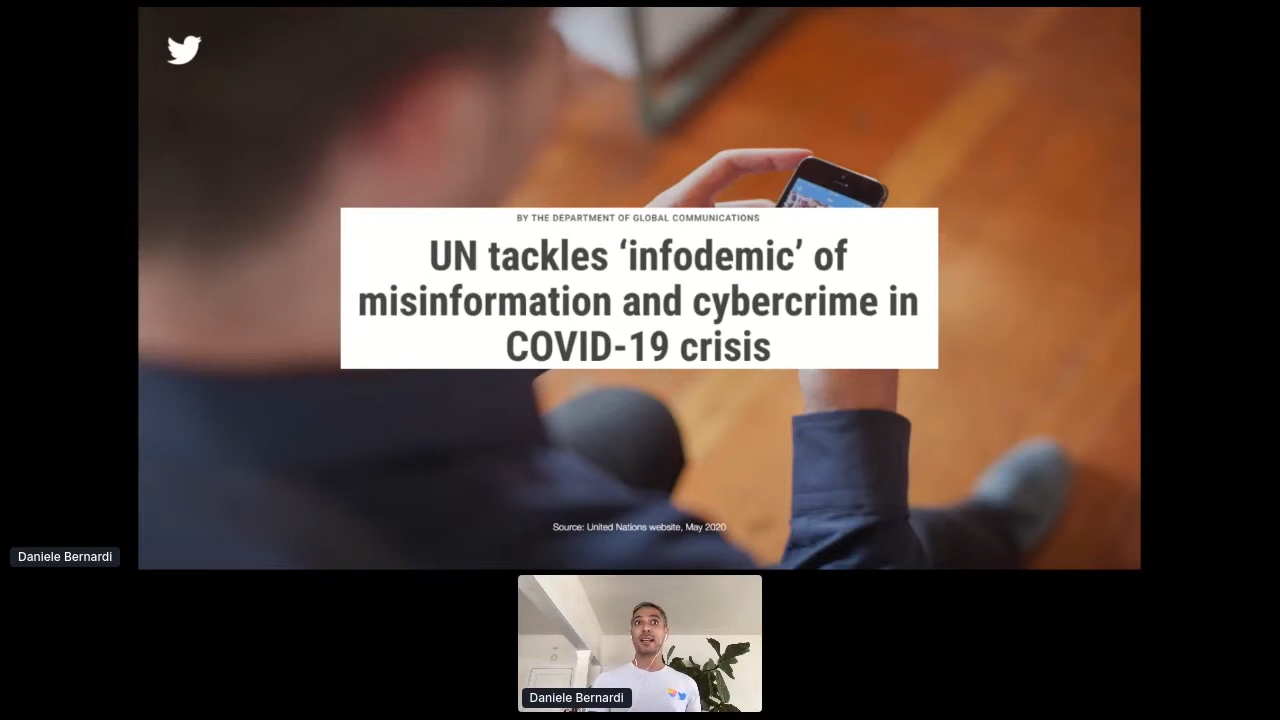 BY THE DEPARTMENT OF GLOBAL COMMUNICATIONS
UN tackles ‘infodemic’ of
misinformation and cybercrime in
COVID-19 crisis
Source: United Nations website, May 2020
Daniele Bernardi
Daniele Bernardi